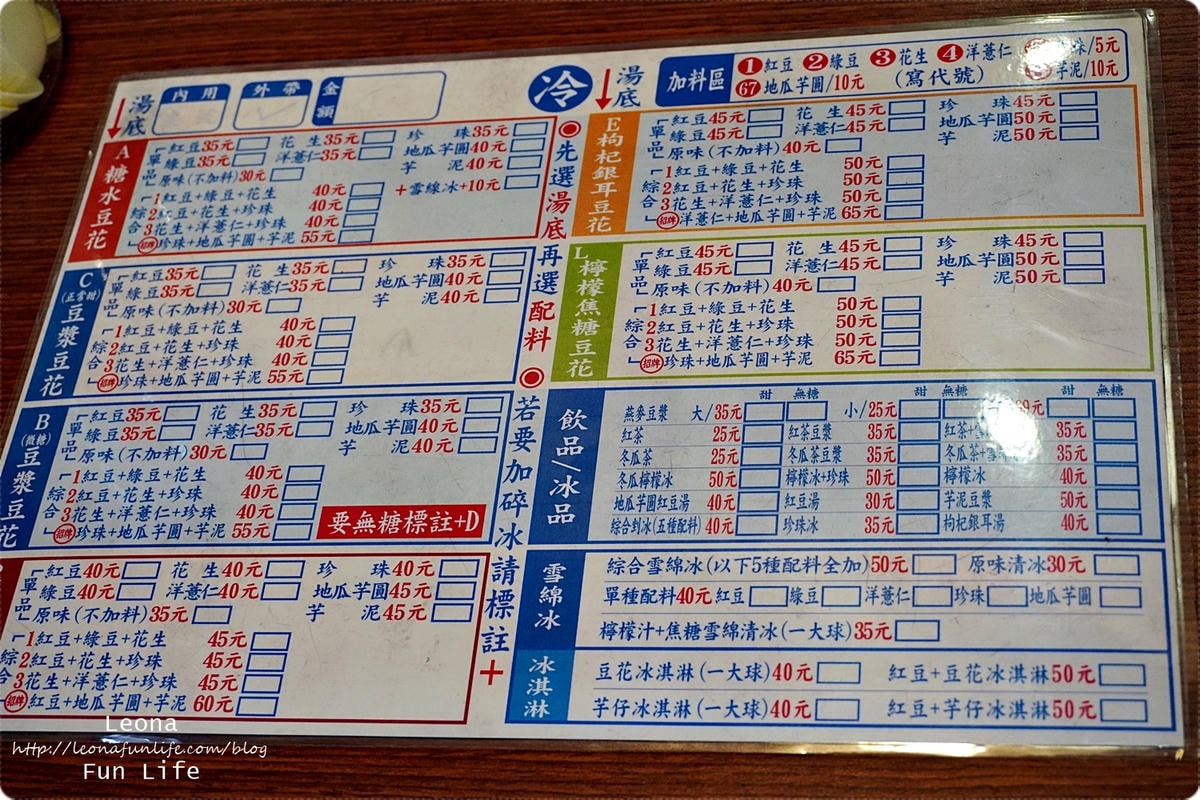 湯底 內用 外帶 金額
冷 湯底 加料區 ❶紅豆 ❷綠豆 ❸花生 ❹洋薏仁 珠/5元
67地瓜芋圓/10元 (寫代號) 芋泥/10元
A糖水豆花
單品 紅豆35元 花生35元 珍珠35元
綠豆35元 洋薏仁35元 地瓜芋圓40元
原味(不加料)30元 芋泥40元
綜合 1紅豆+綠豆+花生 40元 +雪綿冰+10元
2紅豆+花生+珍珠 40元
3花生+洋薏仁+珍珠 40元
招牌 珍珠+地瓜芋圓+芋泥 55元
C(正常甜)豆漿豆花
單品 紅豆35元 花生35元 珍珠35元
綠豆35元 洋薏仁35元 地瓜芋圓40元
原味(不加料)30元 芋泥40元
綜合 1紅豆+綠豆+花生 40元
2紅豆+花生+珍珠 40元
3花生+洋薏仁+珍珠 40元
招牌 珍珠+地瓜芋圓+芋泥 55元
B(微糖)豆漿豆花
單品 紅豆35元 花生35元 珍珠35元
綠豆35元 洋薏仁35元 地瓜芋圓40元
原味(不加料)30元 芋泥40元
綜合 1紅豆+綠豆+花生 40元
2紅豆+花生+珍珠 40元
3花生+洋薏仁+珍珠 40元
招牌 珍珠+地瓜芋圓+芋泥 55元
要無糖標註+D
單品 紅豆40元 花生40元 珍珠40元
綠豆40元 洋薏仁40元 地瓜芋圓45元
原味(不加料)35元 芋泥45元
綜合 1紅豆+綠豆+花生 45元
2紅豆+花生+珍珠 45元
3花生+洋薏仁+珍珠 45元
招牌 紅豆+地瓜芋圓+芋泥 60元
◉先選湯底再選配料◉若要加碎冰請標註+
E枸杞銀耳豆花
單品 紅豆45元 花生45元 珍珠45元
綠豆45元 洋薏仁45元 地瓜芋圓50元
原味(不加料)40元 芋泥50元
綜合 1紅豆+綠豆+花生 50元
2紅豆+花生+珍珠 50元
3花生+洋薏仁+珍珠 50元
招牌 洋薏仁+地瓜芋圓+芋泥 65元
L檸檬焦糖豆花
單品 紅豆45元 花生45元 珍珠45元
綠豆45元 洋薏仁45元 地瓜芋圓50元
原味(不加料)40元 芋泥50元
綜合 1紅豆+綠豆+花生 50元
2紅豆+花生+珍珠 50元
3花生+洋薏仁+珍珠 50元
招牌 珍珠+地瓜芋圓+芋泥 65元
飲品/冰品
甜 無糖 甜 無糖 甜 無糖
燕麥豆漿 大/35元 小/25元
紅茶 25元 紅茶豆漿 35元 紅茶+ 35元
冬瓜茶 25元 冬瓜茶豆漿 35元 冬瓜茶+ 35元
冬瓜檸檬冰 50元 檸檬冰+珍珠 50元 檸檬冰 40元
地瓜芋圓紅豆湯 40元 紅豆湯 30元 芋泥豆漿 50元
綜合剉冰(五種配料) 40元 珍珠冰 35元 枸杞銀耳湯 40元
雪綿冰
綜合雪綿冰(以下5種配料全加)50元 原味清冰30元
單種配料40元 紅豆 綠豆 洋薏仁 珍珠 地瓜芋圓
檸檬汁+焦糖雪綿清冰(一大球)35元
冰淇淋
豆花冰淇淋(一大球)40元 紅豆+豆花冰淇淋50元
芋仔冰淇淋(一大球)40元 紅豆+芋仔冰淇淋50元
Leona
http://leonafunlife.com/blog
Fun Life